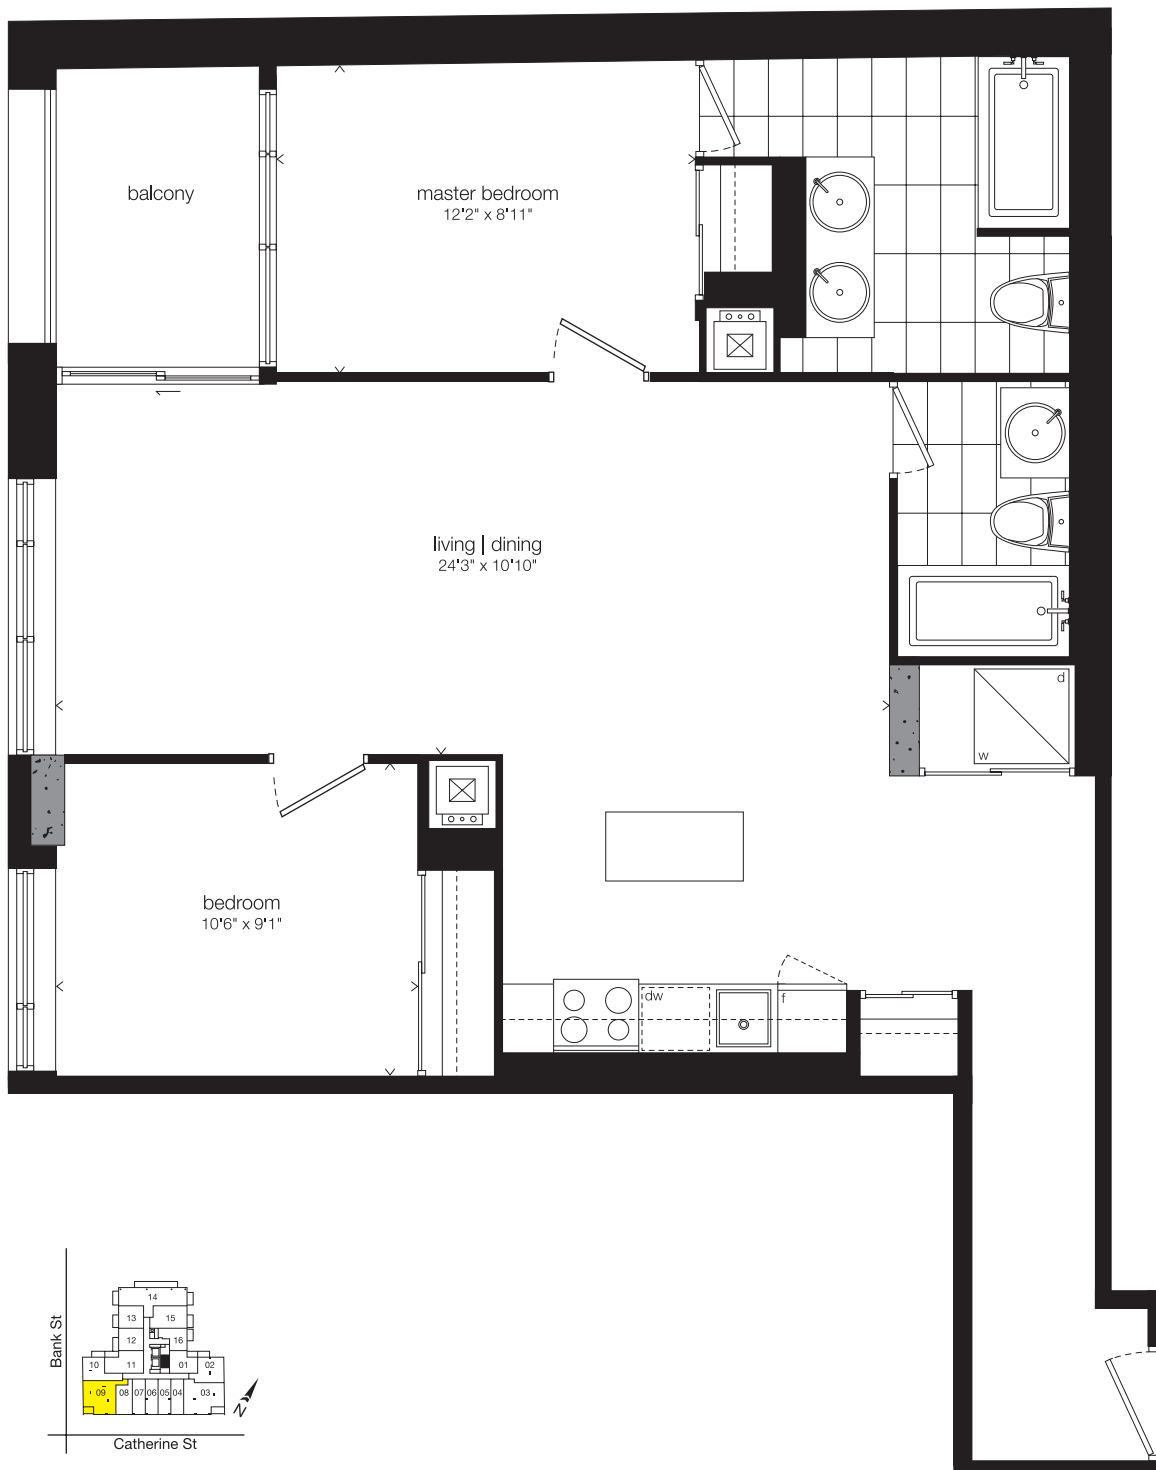 balcony
master bedroom
12'2" x 8'11"
living | dining
24'3" x 10'10"
d
w
bedroom
10'6" x 9'1"
dw
f
Bank St
14
13
15
12
16
10
11
01
02
09
08
07
06
05
04
03
N
Catherine St